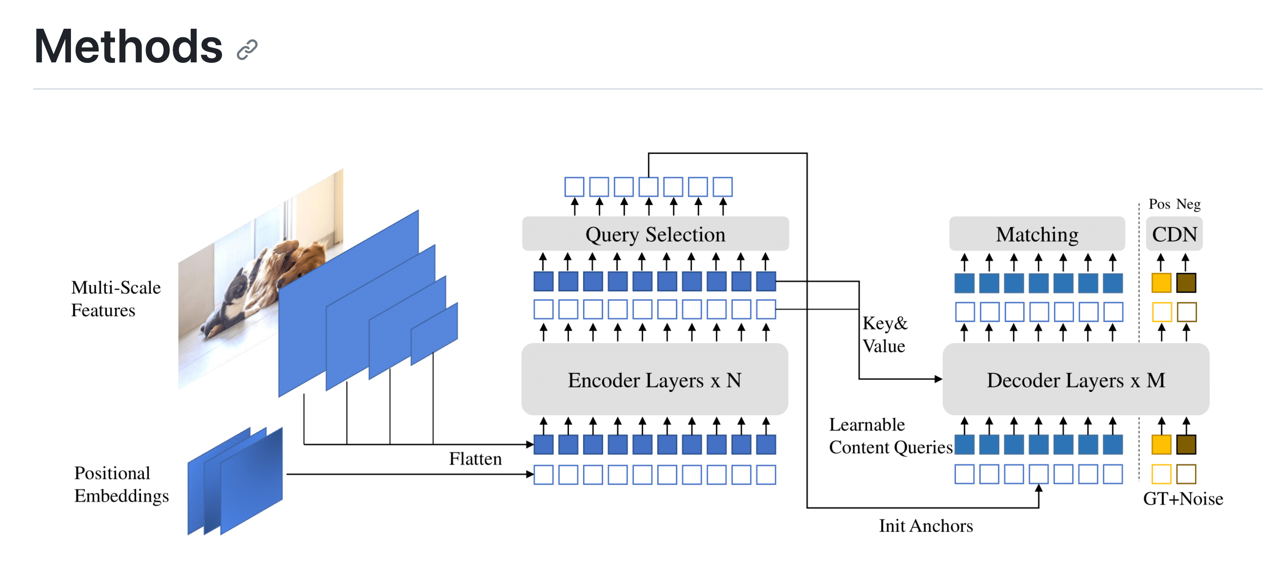 Methods
Multi-Scale
Features
Positional
Embeddings
Flatten
Query Selection
Encoder Layers x N
Key&
Value
Learnable
Content Queries
Init Anchors
Matching
Decoder Layers x M
Pos Neg
CDN
GT+Noise